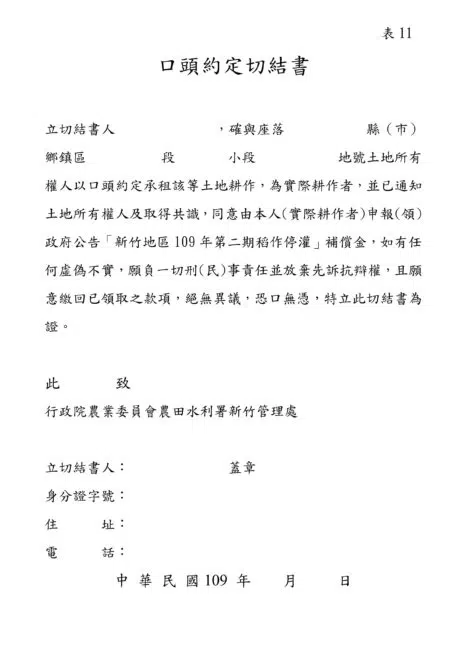 表 11
口頭約定切結書
立切結書人　　　　　　　，確與座落　　　　　縣（市）
鄉鎮區　　　　　段　　　小段　　　　　地號土地所有
權人以口頭約定承租該等土地耕作，為實際耕作者，並已通知
土地所有權人及取得共識，同意由本人(實際耕作者)申報(領)
政府公告「新竹地區 109 年第二期稻作停灌」補償金，如有任
何虛偽不實，願負一切刑(民)事責任並放棄先訴抗辯權，且願
意繳回已領取之款項，絕無異議，恐口無憑，特立此切結書為
證。
此　　　致
行政院農業委員會農田水利署新竹管理處
立切結書人：　　　　　　　蓋章
身分證字號：
住　　址：
電　　話：
中 華 民 國 109 年　　月　　日